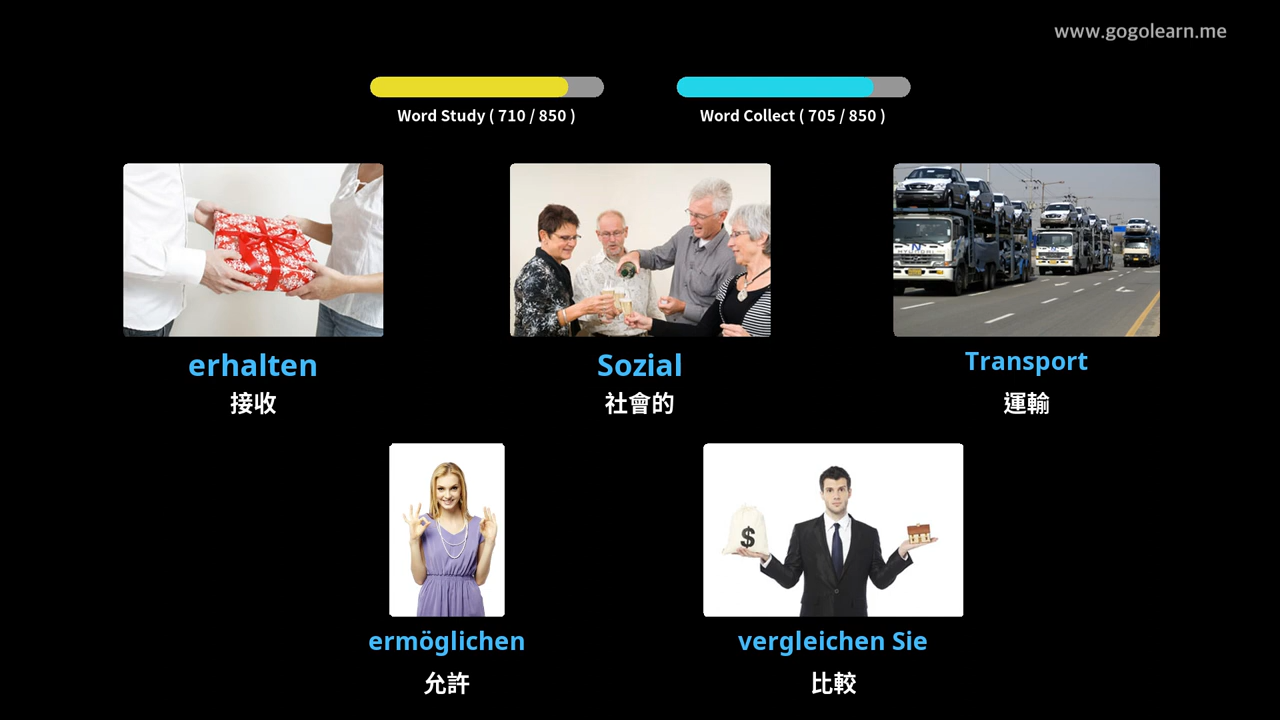 www.gogolearn.me
Word Study ( 710 / 850 )
Word Collect ( 705 / 850 )
erhalten
接收
Sozial
社會的
Transport
運輸
$
ermöglichen
允許
vergleichen Sie
比較